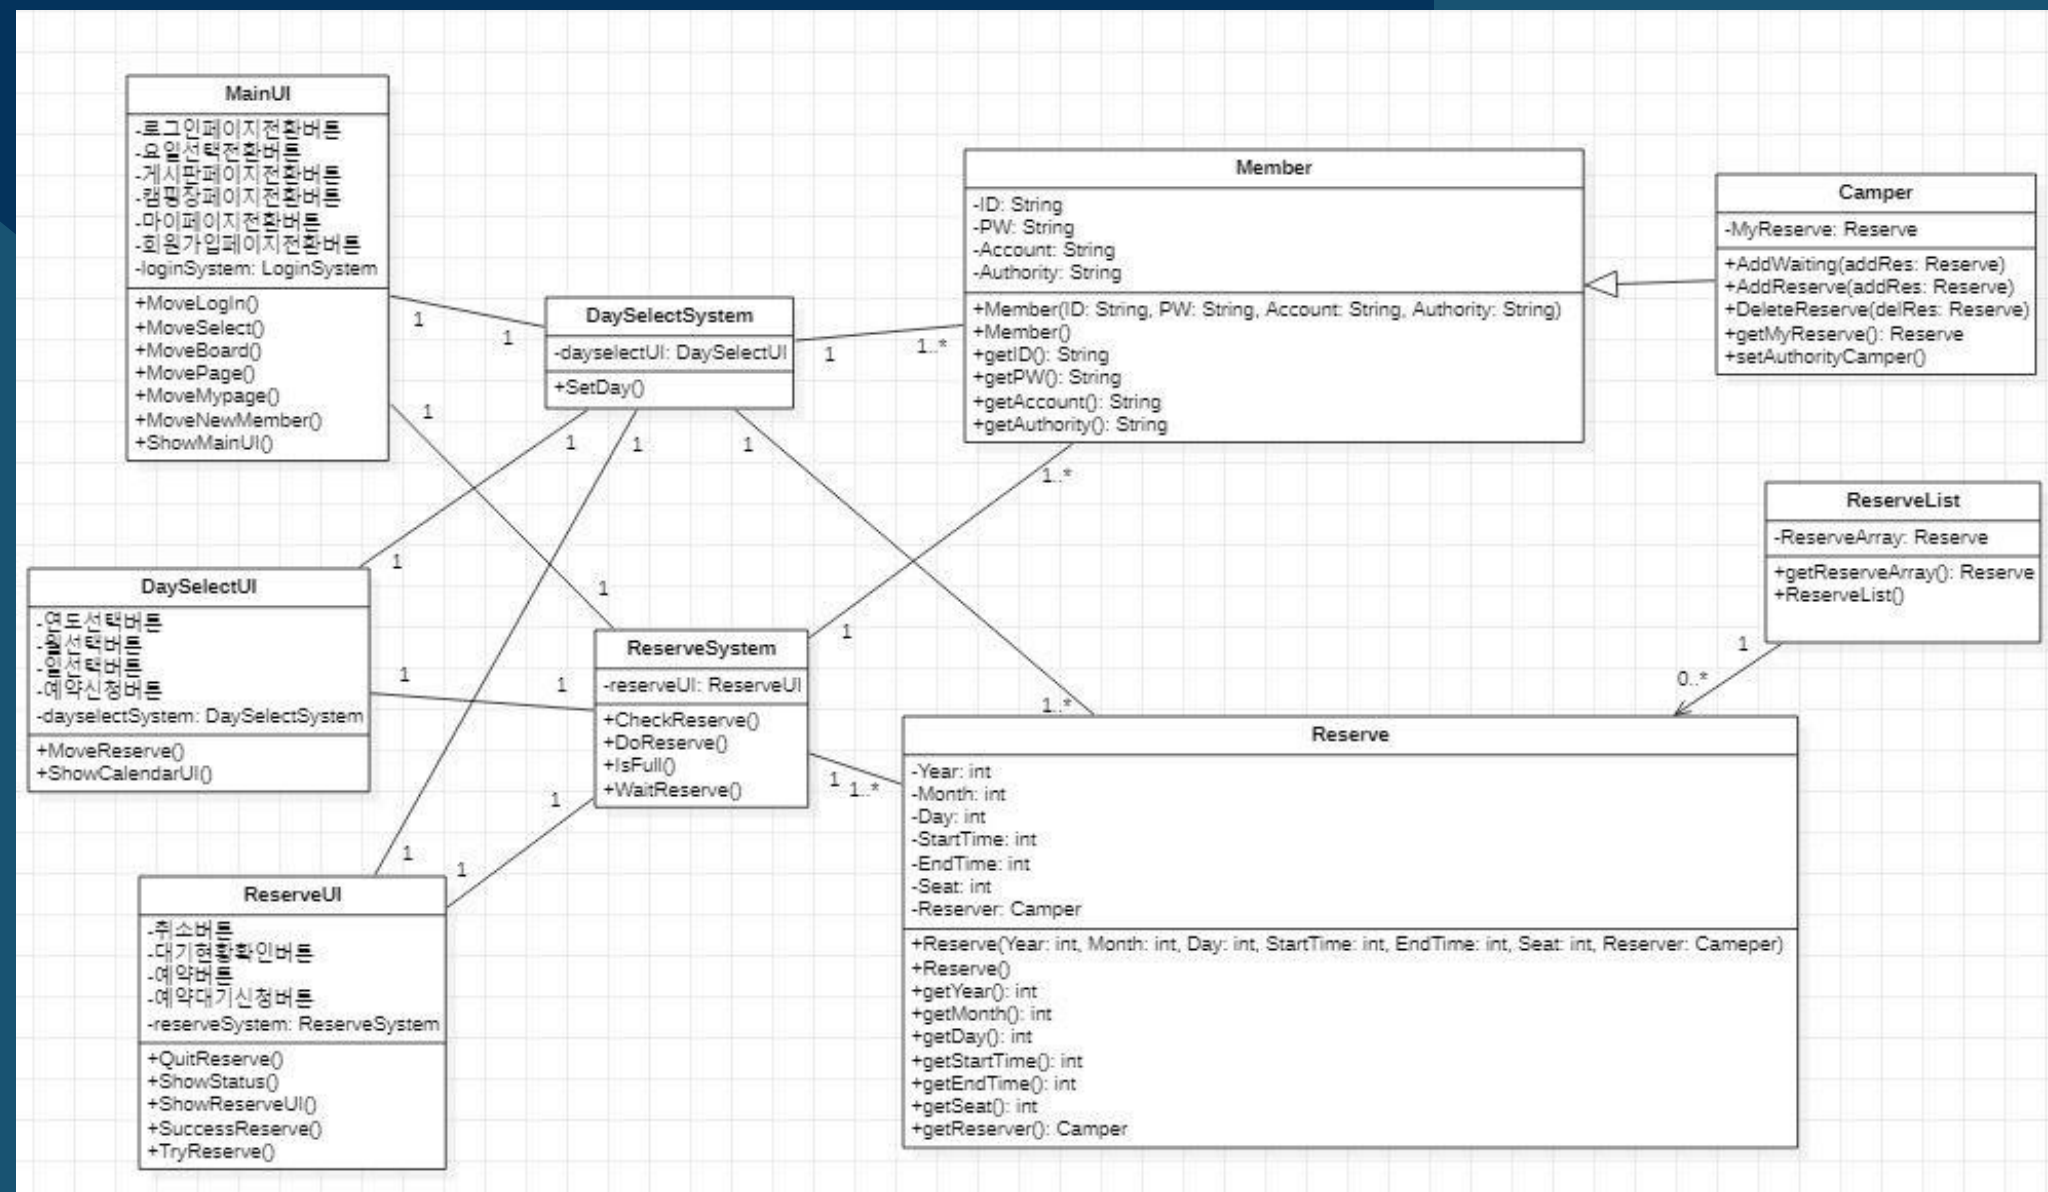 MainUI
-로그인페이지전환버튼
-요일선택전환버튼
-게시판페이지전환버튼
-캠핑장페이지전환버튼
-마이페이지전환버튼
-회원가입페이지전환버튼
-loginSystem: LoginSystem
+MoveLogIn()
+MoveSelect()
+MoveBoard()
+MovePage()
+MoveMypage()
+MoveNewMember()
+ShowMainUI()
1
1
DaySelectSystem
-dayselectUI: DaySelectUI
+SetDay()
1
1..*
Member
-ID: String
-PW: String
-Account: String
-Authority: String
+Member(ID: String, PW: String, Account: String, Authority: String)
+Member()
+getID(): String
+getPW(): String
+getAccount(): String
+getAuthority(): String
Camper
-MyReserve: Reserve
+AddWaiting(addRes: Reserve)
+AddReserve(addRes: Reserve)
+DeleteReserve(delRes: Reserve)
+getMyReserve(): Reserve
+setAuthorityCamper()
1
1
1
1
1..*
ReserveList
-ReserveArray: Reserve
+getReserveArray(): Reserve
+ReserveList()
1
0..*
1
1
DaySelectUI
-연도선택버튼
-월선택버튼
-일선택버튼
-예약신청버튼
-dayselectSystem: DaySelectSystem
+MoveReserve()
+ShowCalendarUI()
1
1
1
ReserveSystem
-reserveUI: ReserveUI
+CheckReserve()
+DoReserve()
+IsFull()
+WaitReserve()
1..*
1
1..*
1
1
1
Reserve
-Year: int
-Month: int
-Day: int
-StartTime: int
-EndTime: int
-Seat: int
-Reserver: Camper
+Reserve(Year: int, Month: int, Day: int, StartTime: int, EndTime: int, Seat: int, Reserver: Cameper)
+Reserve()
+getYear(): int
+getMonth(): int
+getDay(): int
+getStartTime(): int
+getEndTime(): int
+getSeat(): int
+getReserver(): Camper
ReserveUI
-취소버튼
-대기현황확인버튼
-예약버튼
-예약대기신청버튼
-reserveSystem: ReserveSystem
+QuitReserve()
+ShowStatus()
+ShowReserveUI()
+SuccessReserve()
+TryReserve()